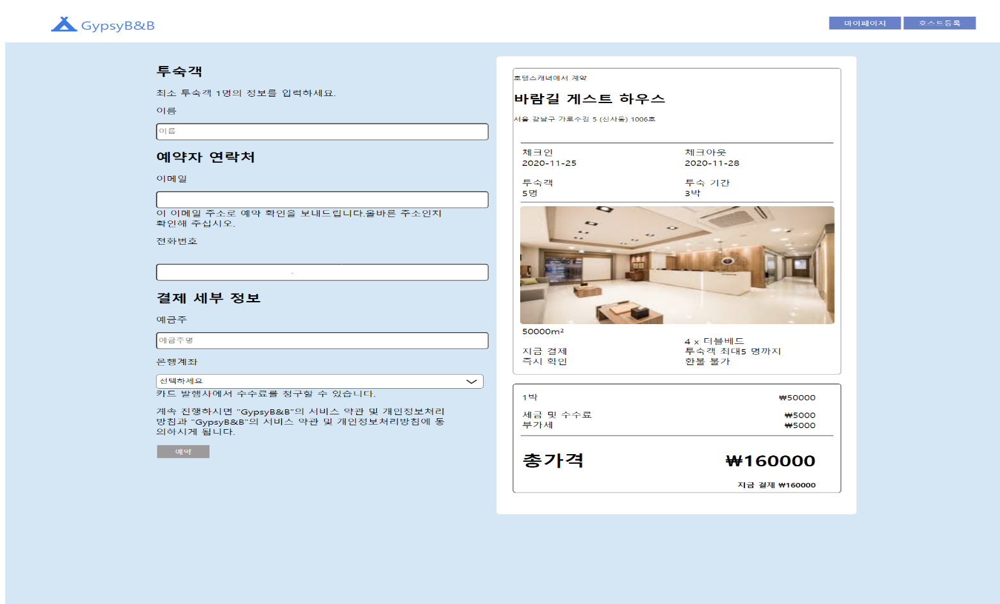 GypsyB&B
마이페이지
호스트등록
투숙객
최소 투숙객 1명의 정보를 입력하세요.
이름
이름
예약자 연락처
이메일
이 이메일 주소로 예약 확인을 보내드립니다.올바른 주소인지
확인해 주십시오.
전화번호
결제 세부 정보
예금주
예금주명
은행계좌
선택하세요
카드 발행사에서 수수료를 청구할 수 있습니다.
계속 진행하시면 "GypsyB&B"의 서비스 약관 및 개인정보처리
방침과 "GypsyB&B"의 서비스 약관 및 개인정보처리방침에 동
의하시게 됩니다.
예약
호텔스캐너에서 계약
바람길 게스트 하우스
서울 강남구 가로수길 5 (신사동) 1006호
체크인
2020-11-25
체크아웃
2020-11-28
투숙객
5명
투숙 기간
3박
50000m²
지금 결제
즉시 확인
4 x 더블베드
투숙객 최대5 명까지
환불 불가
1박 ₩50000
세금 및 수수료 ₩5000
부가세 ₩5000
총가격 ₩160000
지금 결제 ₩160000